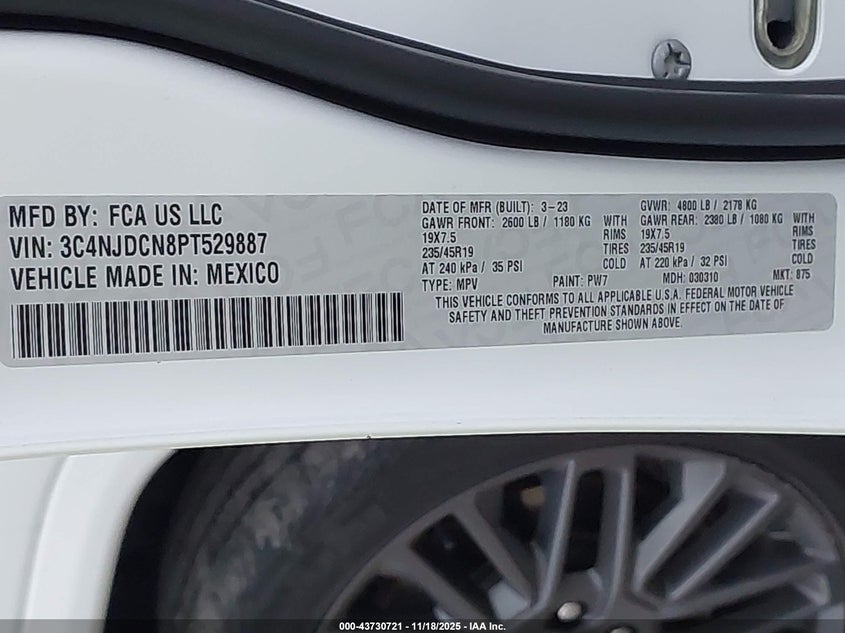 MFD BY: FCA US LLC
VIN: 3C4NJDCN8PT529887
VEHICLE MADE IN: MEXICO
DATE OF MFR (BUILT): 3-23
GAWR FRONT: 2600 LB / 1180 KG WITH
19X7.5 RIMS
235/45R19 TIRES
AT 240 kPa / 35 PSI COLD
TYPE: MPV PAINT: PW7
GVWR: 4800 LB / 2178 KG
GAWR REAR: 2380 LB / 1080 KG WITH
19X7.5 RIMS
235/45R19 TIRES
AT 220 kPa / 32 PSI COLD
MDH: 030310 MKT: 875
THIS VEHICLE CONFORMS TO ALL APPLICABLE U.S.A. FEDERAL MOTOR VEHICLE
SAFETY AND THEFT PREVENTION STANDARDS IN EFFECT ON THE DATE OF
MANUFACTURE SHOWN ABOVE.
000-43730721 - 11/18/2025 - IAA Inc.